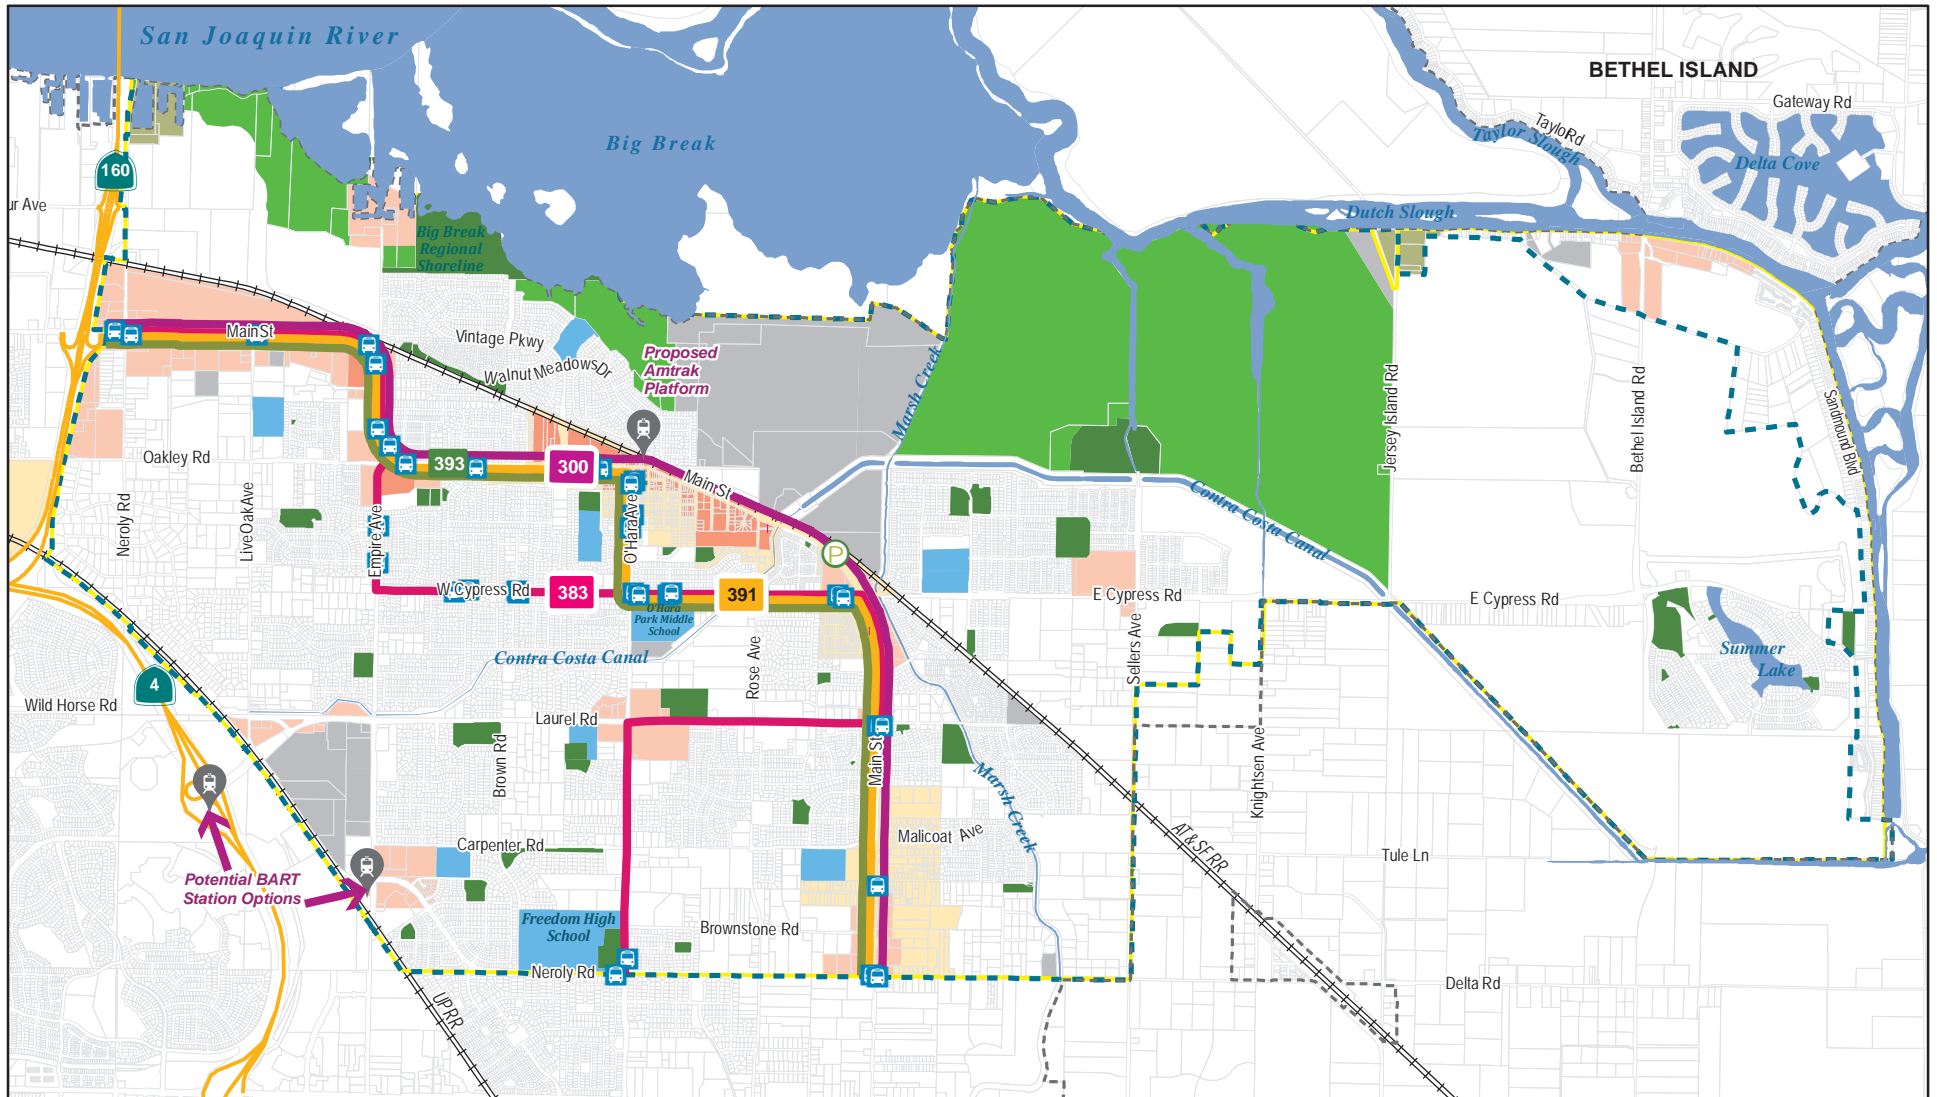 San Joaquin River
BETHEL ISLAND
Gateway Rd
Taylor Rd
Taylor Slough
Big Break
Delta Cove
160
ur Ave
Dutch Slough
Big Break
Regional
Shoreline
Main St
Vintage Pkwy
Walnut Meadows Dr
Proposed
Amtrak
Platform
Marsh Creek
Jersey Island Rd
Bethel Island Rd
Sandmound Blvd
Oakley Rd
393
300
Main St
Neroly Rd
Live Oak Ave
Empire Ave
O'Hara Ave
P
Contra Costa Canal
W Cypress Rd
383
391
E Cypress Rd
E Cypress Rd
O'Hara
Park Middle
School
Contra Costa Canal
Rose Ave
Sellers Ave
Summer
Lake
4
Wild Horse Rd
Laurel Rd
Brown Rd
Main St
Marsh Creek
Knightsen Ave
Malicoat Ave
Carpenter Rd
AT&SF RR
Tule Ln
Potential BART
Station Options
Freedom High
School
Brownstone Rd
Neroly Rd
Delta Rd
UPRR